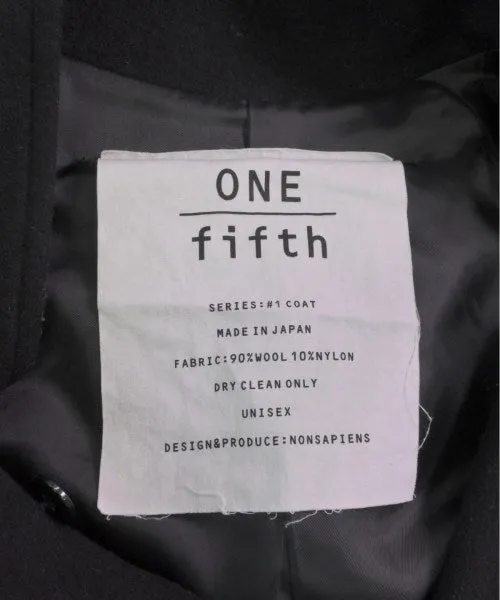 ONE
fifth
SERIES:#1 COAT
MADE IN JAPAN
FABRIC:90%WOOL 10%NYLON
DRY CLEAN ONLY
UNISEX
DESIGN&PRODUCE:NONSAPIENS